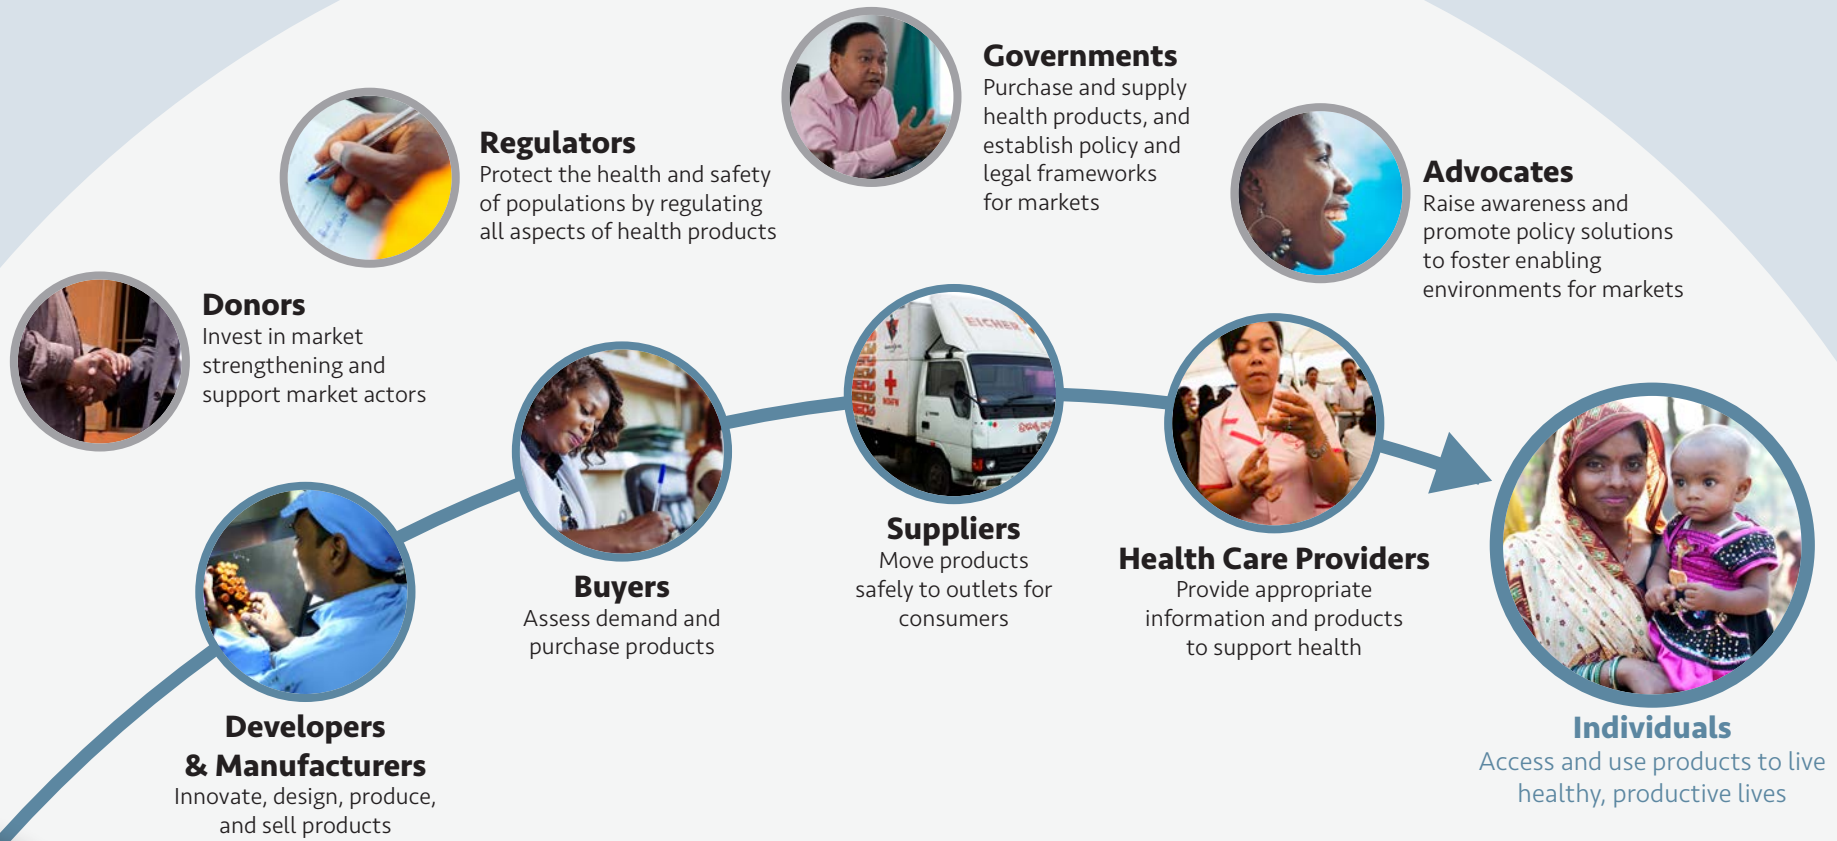 Governments
Purchase and supply
health products, and
establish policy and
legal frameworks
for markets
Regulators
Protect the health and safety
of populations by regulating
all aspects of health products
Advocates
Raise awareness and
promote policy solutions
to foster enabling
environments for markets
Donors
Invest in market
strengthening and
support market actors
EICHER
Suppliers
Move products
safely to outlets for
consumers
Health Care Providers
Provide appropriate
information and products
to support health
Buyers
Assess demand and
purchase products
Developers
& Manufacturers
Innovate, design, produce,
and sell products
Individuals
Access and use products to live
healthy, productive lives